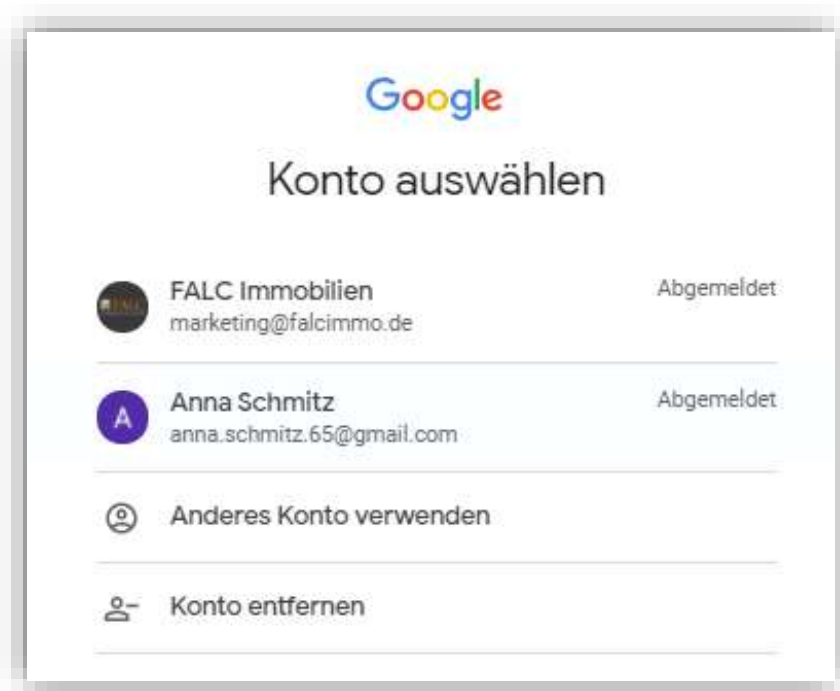 Google
Konto auswählen
FALC Immobilien
Abgemeldet
marketing@falcimmo.de
A
Anna Schmitz
Abgemeldet
anna.schmitz.65@gmail.com
Anderes Konto verwenden
Konto entfernen